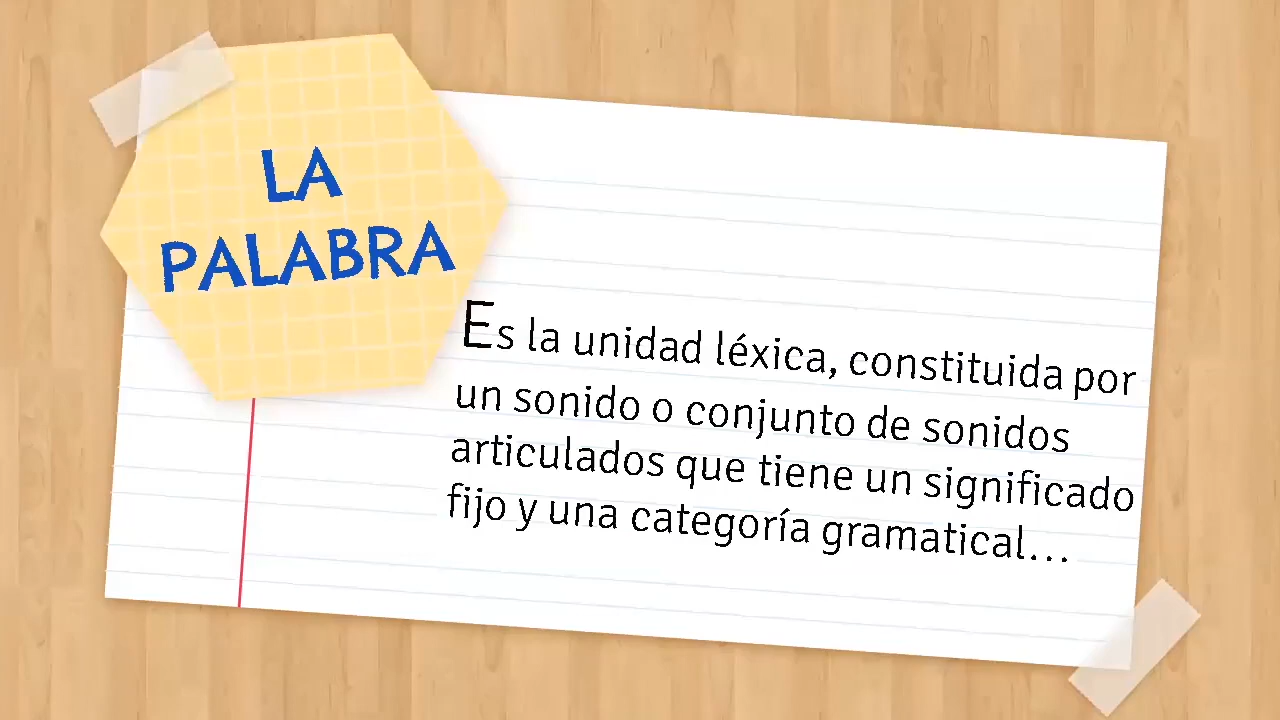 LA
PALABRA
Es la unidad léxica, constituida por
un sonido o conjunto de sonidos
articulados que tiene un significado
fijo y una categoría gramatical...